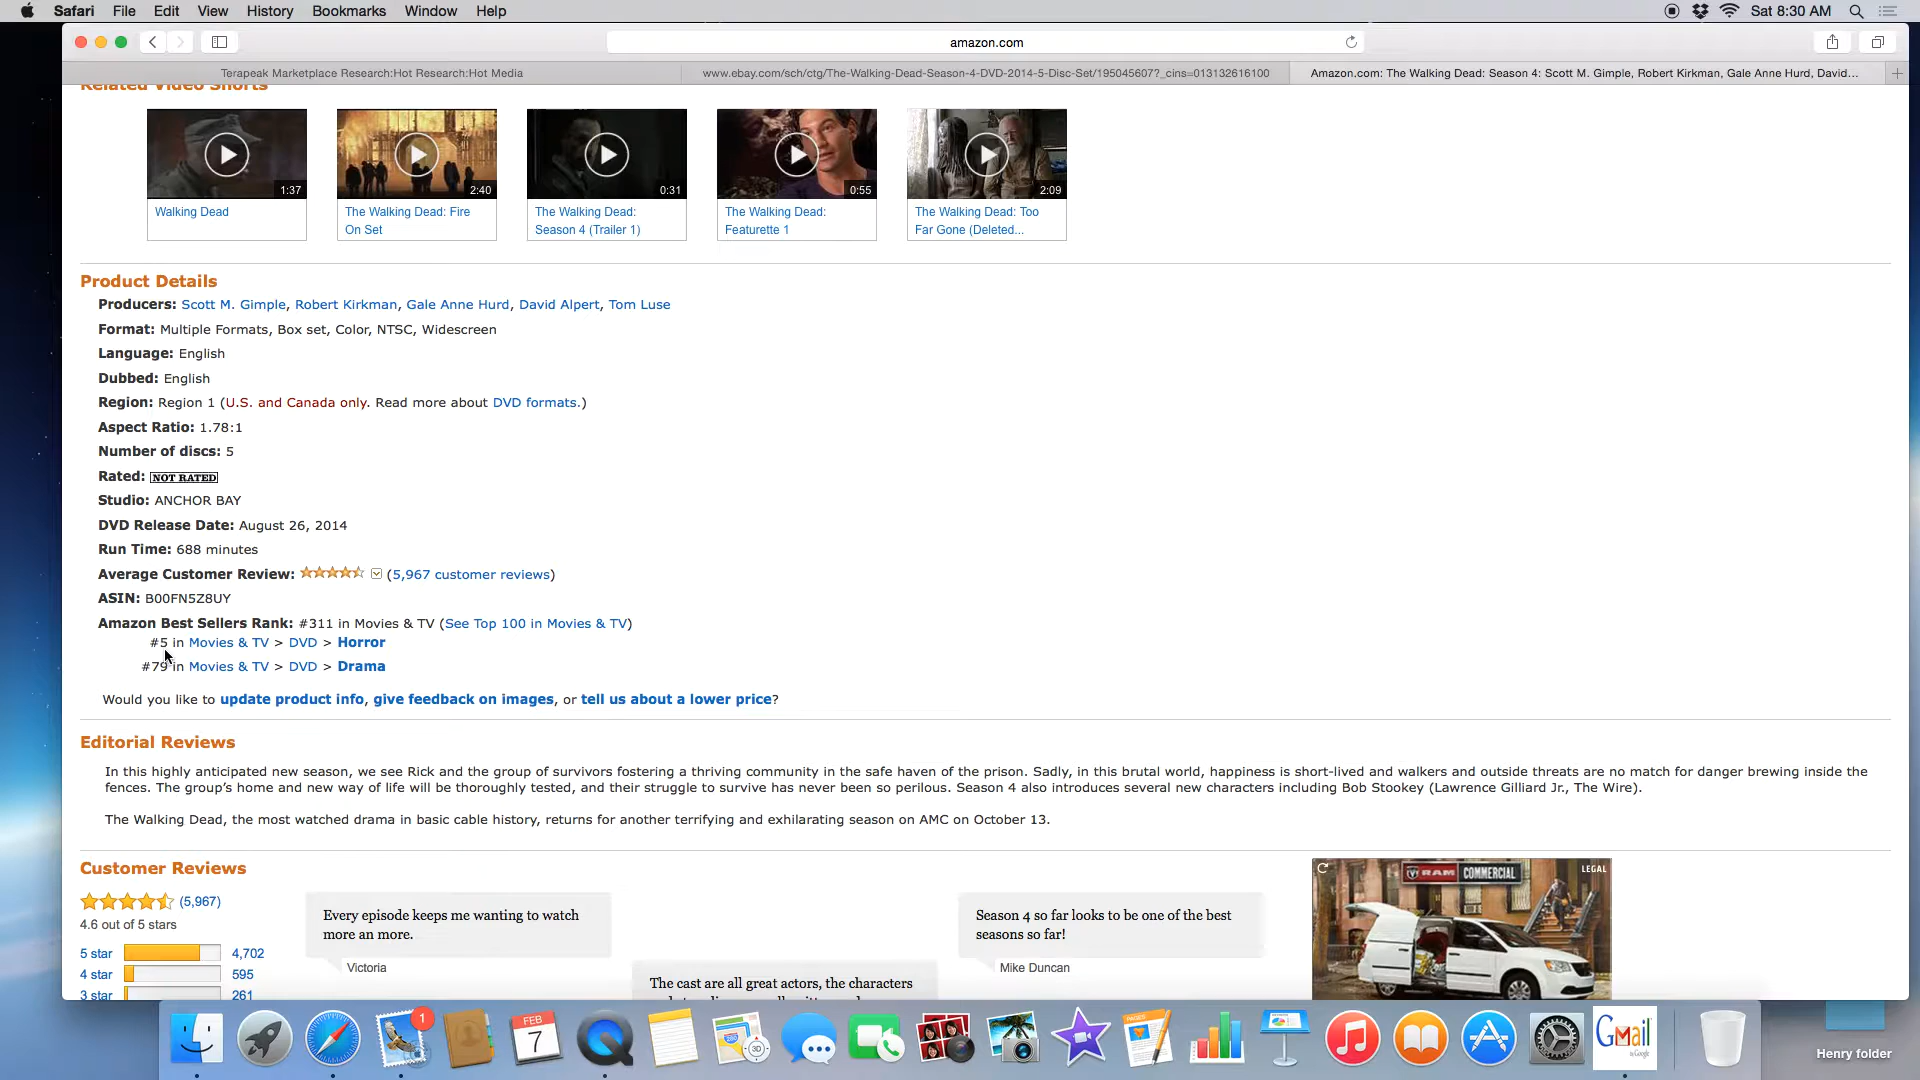 Safari File Edit View History Bookmarks Window Help
Sat 8:30 AM
amazon.com
Terapeak Marketplace Research:Hot Research:Hot Media
www.ebay.com/sch/ctg/The-Walking-Dead-Season-4-DVD-2014-5-Disc-Set/195045607?_cins=013132616100
Amazon.com: The Walking Dead: Season 4: Scott M. Gimple, Robert Kirkman, Gale Anne Hurd, David...
Related Video Shorts
1:37 2:40 0:31 0:55 2:09
Walking Dead
The Walking Dead: Fire
On Set
The Walking Dead:
Season 4 (Trailer 1)
The Walking Dead:
Featurette 1
The Walking Dead: Too
Far Gone (Deleted...
Product Details
Producers: Scott M. Gimple, Robert Kirkman, Gale Anne Hurd, David Alpert, Tom Luse
Format: Multiple Formats, Box set, Color, NTSC, Widescreen
Language: English
Dubbed: English
Region: Region 1 (U.S. and Canada only. Read more about DVD formats.)
Aspect Ratio: 1.78:1
Number of discs: 5
Rated: NOT RATED
Studio: ANCHOR BAY
DVD Release Date: August 26, 2014
Run Time: 688 minutes
Average Customer Review: (5,967 customer reviews)
ASIN: B00FN5Z8UY
Amazon Best Sellers Rank: #311 in Movies & TV (See Top 100 in Movies & TV)
#5 in Movies & TV > DVD > Horror
#79 in Movies & TV > DVD > Drama
Would you like to update product info, give feedback on images, or tell us about a lower price?
Editorial Reviews
In this highly anticipated new season, we see Rick and the group of survivors fostering a thriving community in the safe haven of the prison. Sadly, in this brutal world, happiness is short-lived and walkers and outside threats are no match for danger brewing inside the
fences. The group's home and new way of life will be thoroughly tested, and their struggle to survive has never been so perilous. Season 4 also introduces several new characters including Bob Stookey (Lawrence Gilliard Jr., The Wire).
The Walking Dead, the most watched drama in basic cable history, returns for another terrifying and exhilarating season on AMC on October 13.
Customer Reviews
(5,967)
4.6 out of 5 stars
5 star 4,702
4 star 595
3 star 261
Every episode keeps me wanting to watch
more an more.
Victoria
The cast are all great actors, the characters
Season 4 so far looks to be one of the best
seasons so far!
Mike Duncan
RAM COMMERCIAL
LEGAL
1
FEB
7
280
3D
PAGES
Gmail
by Google
Henry folder